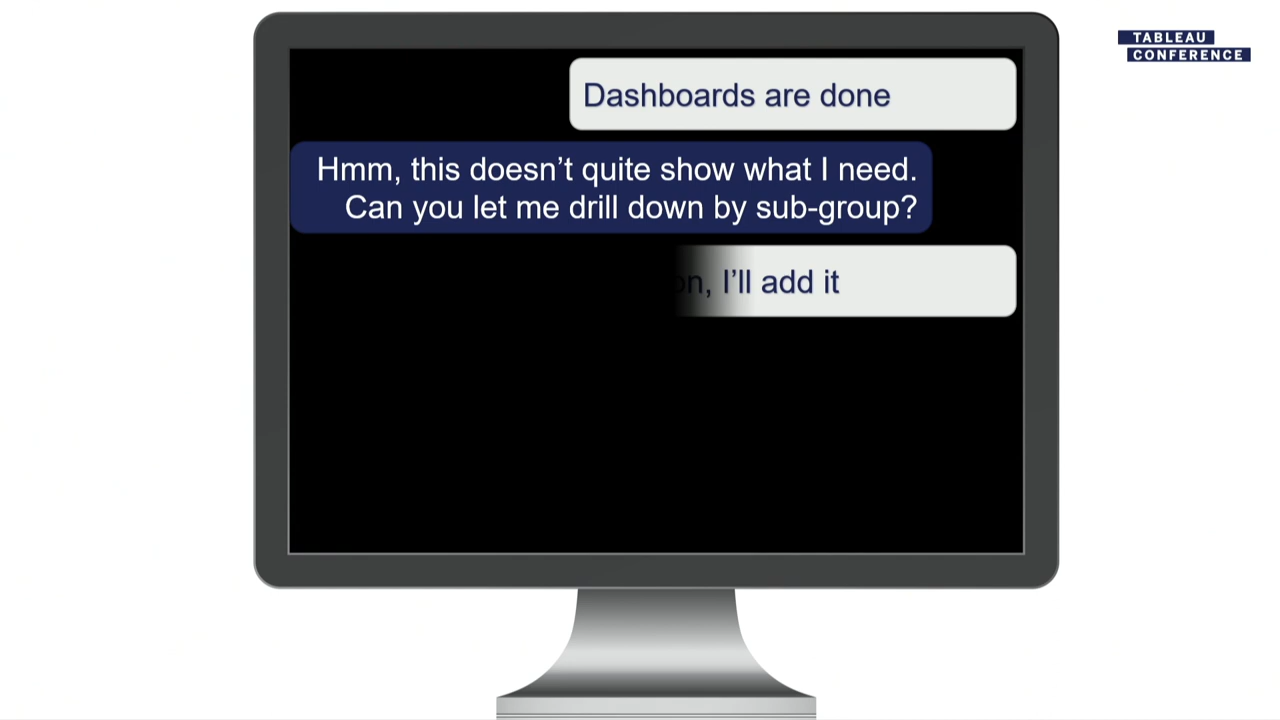 TABLEAU
CONFERENCE
Dashboards are done
Hmm, this doesn’t quite show what I need.
Can you let me drill down by sub-group?
I’ll add it